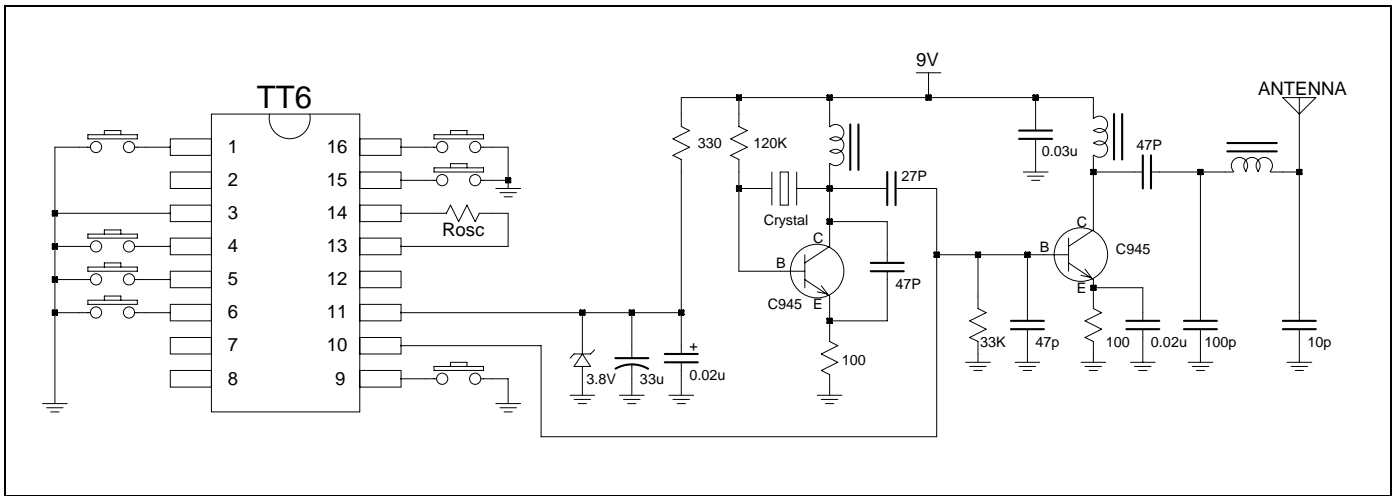 TT6
1 16
2 15
3 14
4 13
5 12
6 11
7 10
8 9
Rosc
3.8V
33u
+
0.02u
330
120K
Crystal
27P
C
B
C945
E
47P
100
9V
0.03u
47P
ANTENNA
C
B
C945
E
33K
47p
100
0.02u
100p
10p